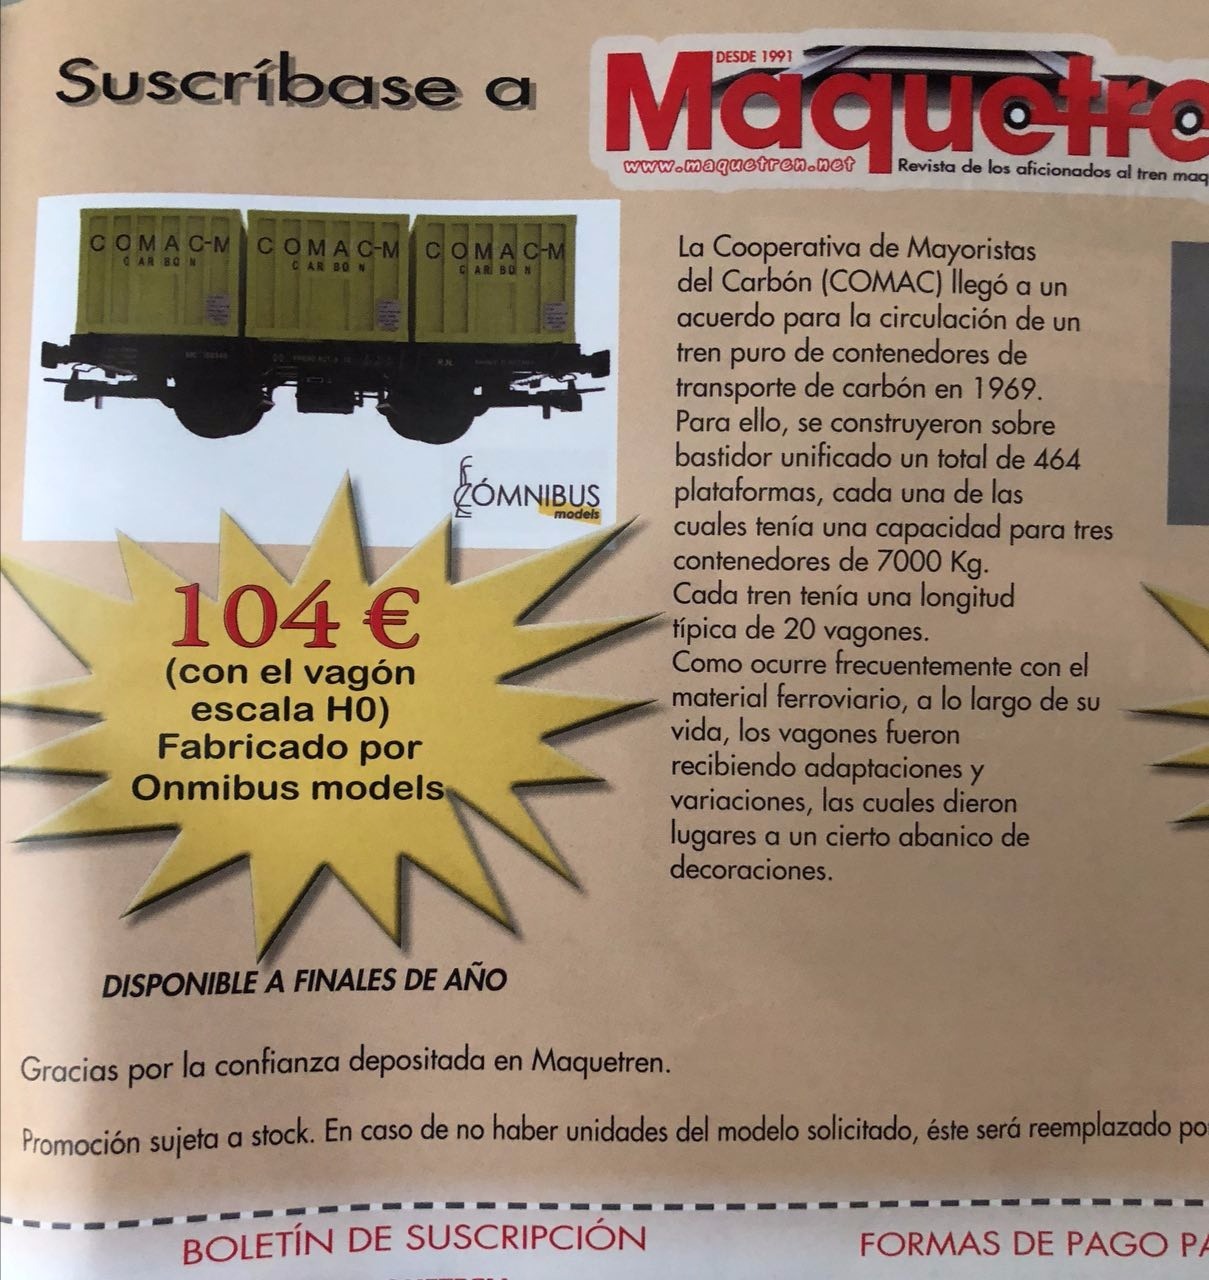 Suscríbase a
DESDE 1991
Maquetre
www.maquetren.net
Revista de los aficionados al tren maq
COMAC-M COMAC-M COMAC-M
CARBON CARBON CARBON
ÓMNIBUS
models
La Cooperativa de Mayoristas
del Carbón (COMAC) llegó a un
acuerdo para la circulación de un
tren puro de contenedores de
transporte de carbón en 1969.
Para ello, se construyeron sobre
bastidor unificado un total de 464
plataformas, cada una de las
cuales tenía una capacidad para tres
contenedores de 7000 Kg.
Cada tren tenía una longitud
típica de 20 vagones.
Como ocurre frecuentemente con el
material ferroviario, a lo largo de su
vida, los vagones fueron
recibiendo adaptaciones y
variaciones, las cuales dieron
lugares a un cierto abanico de
decoraciones.
104 €
(con el vagón
escala H0)
Fabricado por
Onmibus models
DISPONIBLE A FINALES DE AÑO
Gracias por la confianza depositada en Maquetren.
Promoción sujeta a stock. En caso de no haber unidades del modelo solicitado, éste será reemplazado po
BOLETÍN DE SUSCRIPCIÓN
FORMAS DE PAGO PA